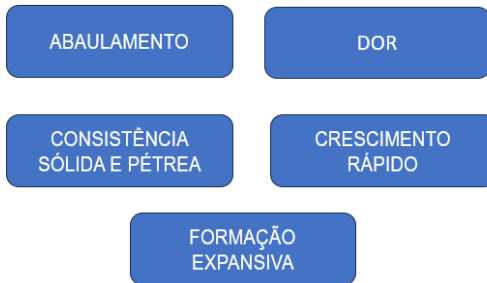 ABAULAMENTO
DOR
CONSISTÊNCIA
SÓLIDA E PÉTREA
CRESCIMENTO
RÁPIDO
FORMAÇÃO
EXPANSIVA